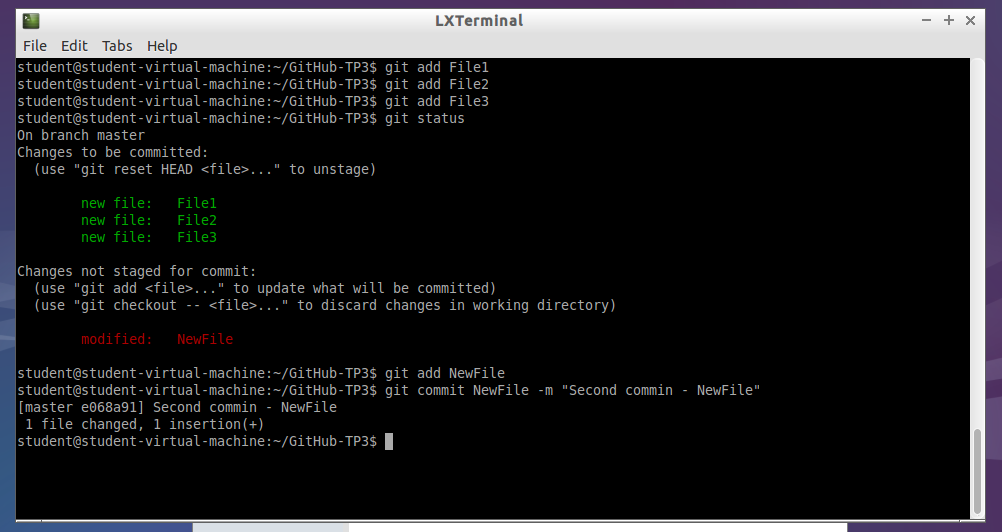 LXTerminal
File Edit Tabs Help
student@student-virtual-machine:~/GitHub-TP3$ git add File1
student@student-virtual-machine:~/GitHub-TP3$ git add File2
student@student-virtual-machine:~/GitHub-TP3$ git add File3
student@student-virtual-machine:~/GitHub-TP3$ git status
On branch master
Changes to be committed:
  (use "git reset HEAD <file>..." to unstage)
        new file:   File1
        new file:   File2
        new file:   File3
Changes not staged for commit:
  (use "git add <file>..." to update what will be committed)
  (use "git checkout -- <file>..." to discard changes in working directory)
        modified:   NewFile
student@student-virtual-machine:~/GitHub-TP3$ git add NewFile
student@student-virtual-machine:~/GitHub-TP3$ git commit NewFile -m "Second commin - NewFile"
[master e068a91] Second commin - NewFile
 1 file changed, 1 insertion(+)
student@student-virtual-machine:~/GitHub-TP3$